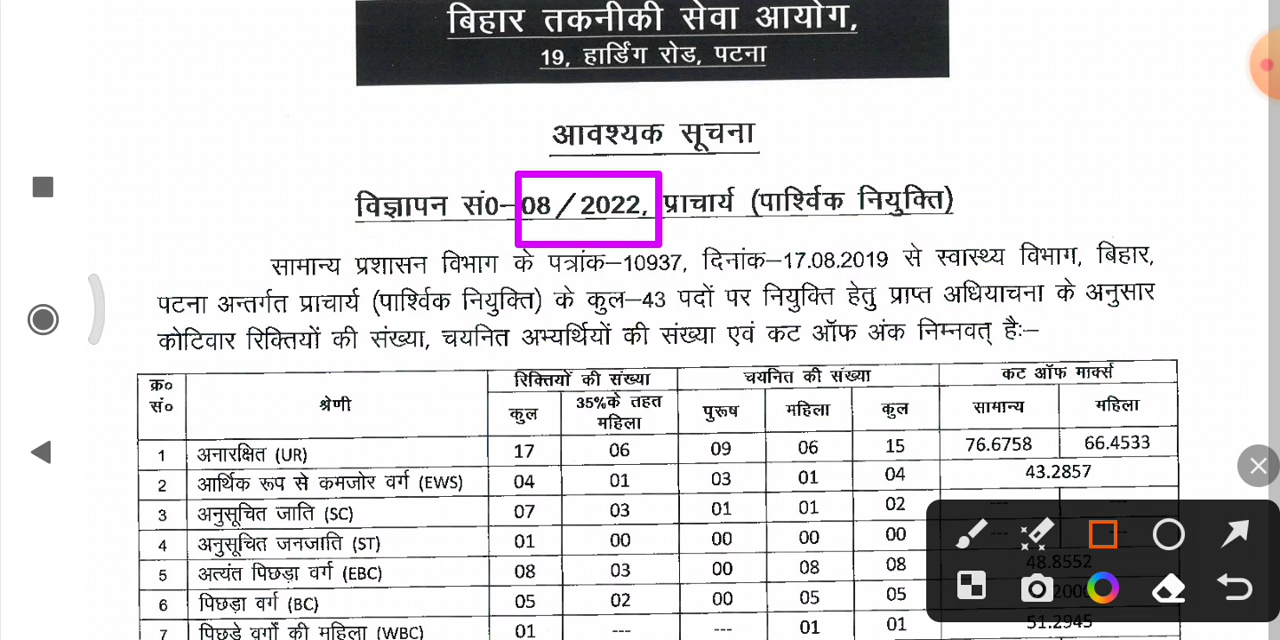 बिहार तकनीकी सेवा आयोग,
19, हार्डिंग रोड, पटना
आवश्यक सूचना
विज्ञापन सं0–08/2022, प्राचार्य (पार्श्विक नियुक्ति)
सामान्य प्रशासन विभाग के पत्रांक–10937, दिनांक–17.08.2019 से स्वास्थ्य विभाग, बिहार,
पटना अन्तर्गत प्राचार्य (पार्श्विक नियुक्ति) के कुल–43 पदों पर नियुक्ति हेतु प्राप्त अधियाचना के अनुसार
कोटिवार रिक्तियों की संख्या, चयनित अभ्यर्थियों की संख्या एवं कट ऑफ अंक निम्नवत् है:–
क्र० सं० श्रेणी रिक्तियों की संख्या चयनित की संख्या कट ऑफ मार्क्स
कुल 35%के तहत महिला पुरूष महिला कुल सामान्य महिला
1 अनारक्षित (UR) 17 06 09 06 15 76.6758 66.4533
2 आर्थिक रूप से कमजोर वर्ग (EWS) 04 01 03 01 04 43.2857
3 अनुसूचित जाति (SC) 07 03 01 01 02 --- ---
4 अनुसूचित जनजाति (ST) 01 00 00 00 00 --- ---
5 अत्यंत पिछड़ा वर्ग (EBC) 08 03 00 08 08 48.8552
6 पिछड़ा वर्ग (BC) 05 02 00 05 05
7 पिछड़े वर्गों की महिला (WBC) 01 --- --- 01 01 51.2945